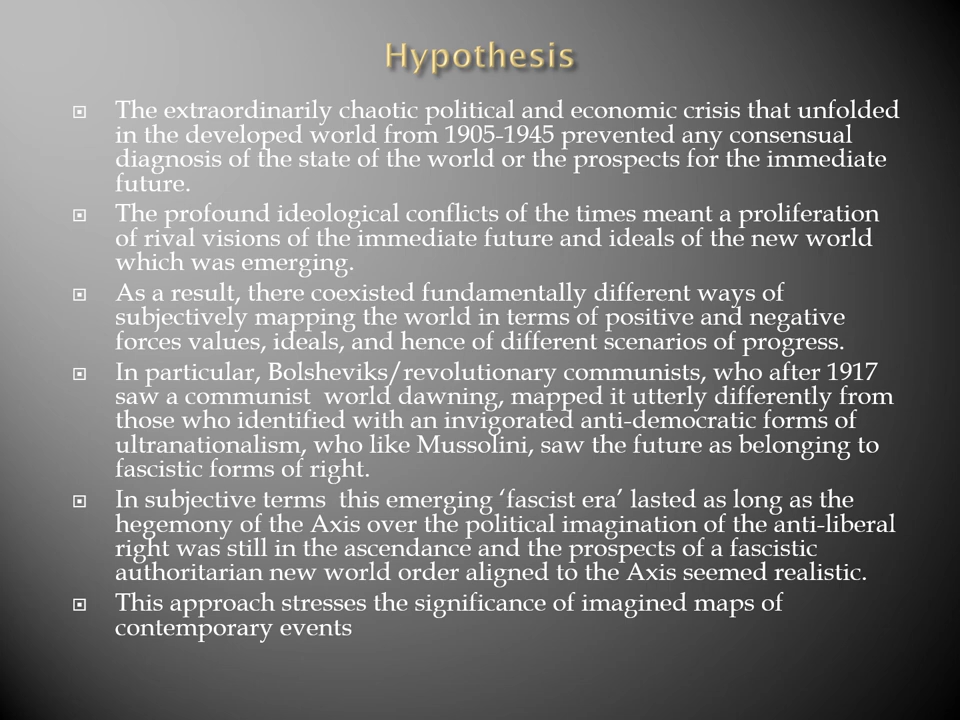 Hypothesis
The extraordinarily chaotic political and economic crisis that unfolded
in the developed world from 1905-1945 prevented any consensual
diagnosis of the state of the world or the prospects for the immediate
future.
The profound ideological conflicts of the times meant a proliferation
of rival visions of the immediate future and ideals of the new world
which was emerging.
As a result, there coexisted fundamentally different ways of
subjectively mapping the world in terms of positive and negative
forces values, ideals, and hence of different scenarios of progress.
In particular, Bolsheviks/revolutionary communists, who after 1917
saw a communist  world dawning, mapped it utterly differently from
those who identified with an invigorated anti-democratic forms of
ultranationalism, who like Mussolini, saw the future as belonging to
fascistic forms of right.
In subjective terms  this emerging ‘fascist era’ lasted as long as the
hegemony of the Axis over the political imagination of the anti-liberal
right was still in the ascendance and the prospects of a fascistic
authoritarian new world order aligned to the Axis seemed realistic.
This approach stresses the significance of imagined maps of
contemporary events